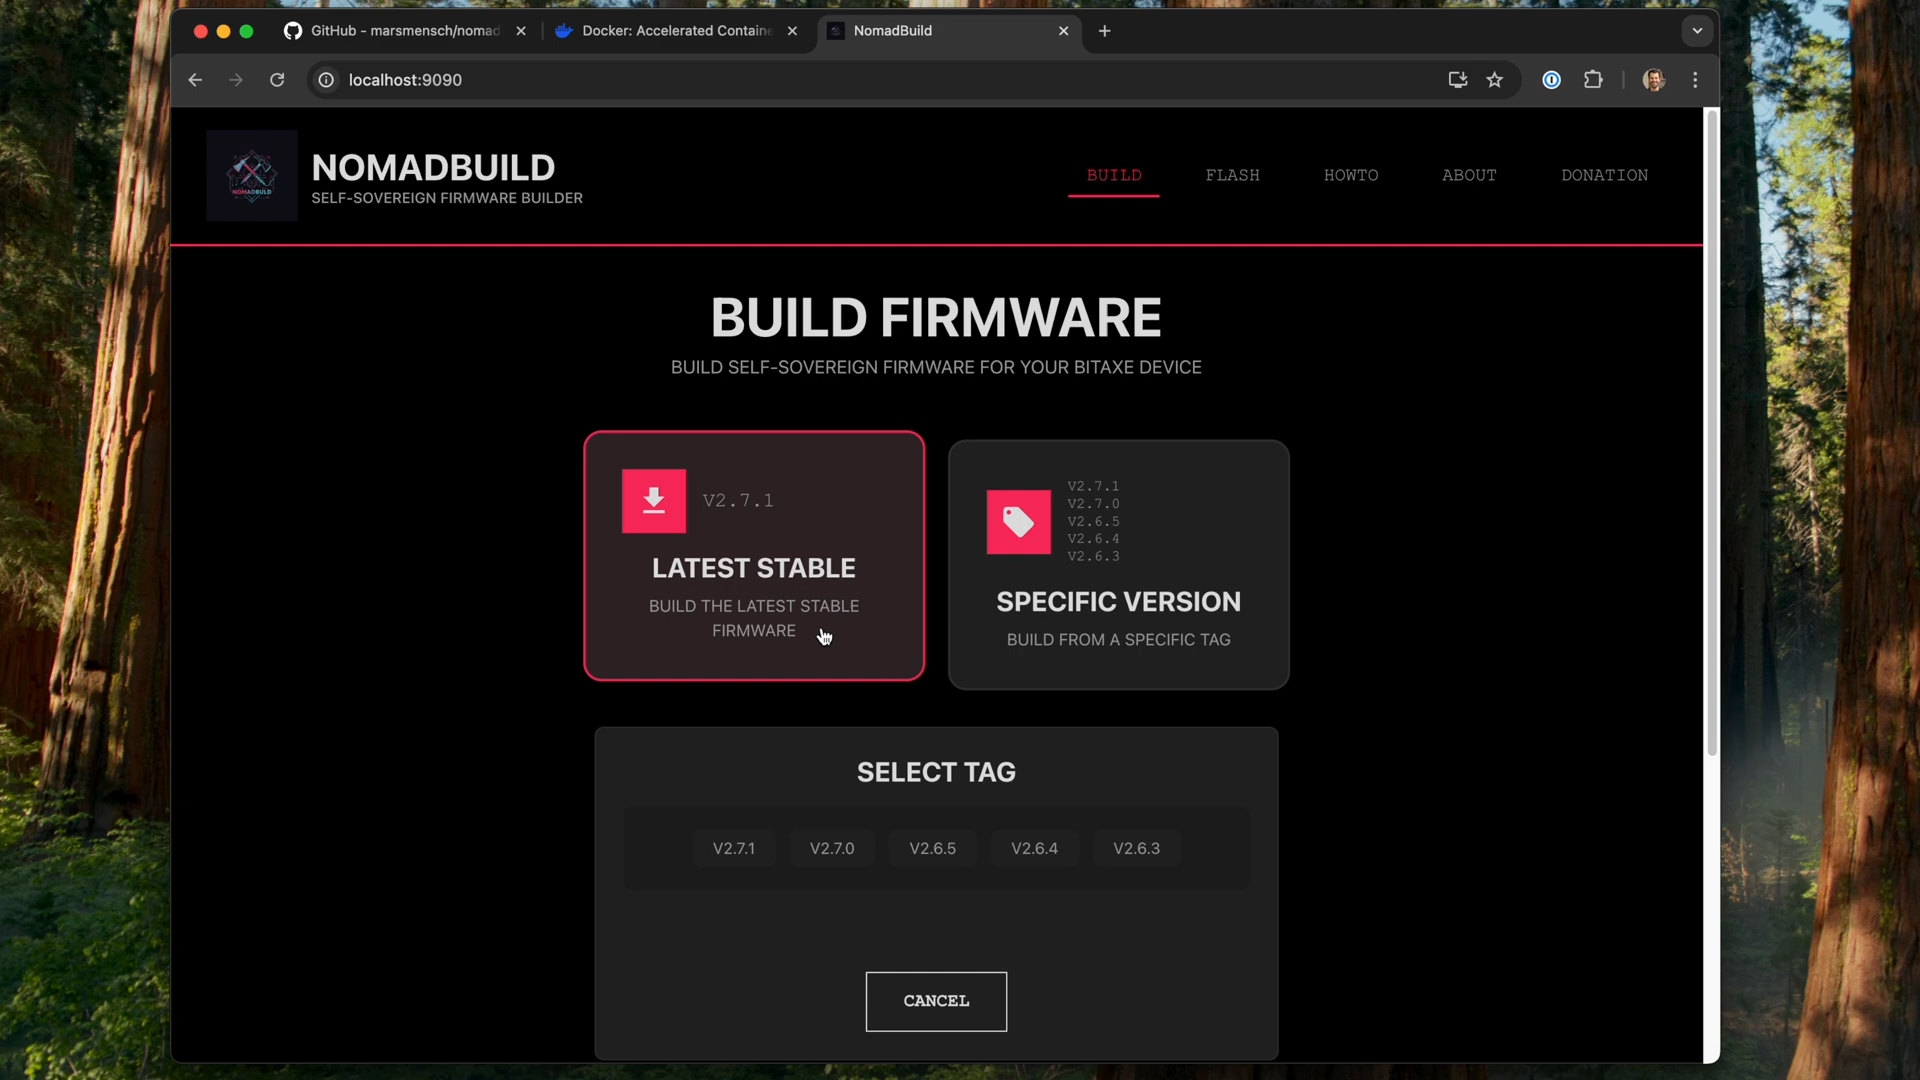 GitHub - marsmensch/nomad
Docker: Accelerated Containe
NomadBuild
localhost:9090
NOMADBUILD
NOMADBUILD
SELF-SOVEREIGN FIRMWARE BUILDER
BUILD
FLASH
HOWTO
ABOUT
DONATION
BUILD FIRMWARE
BUILD SELF-SOVEREIGN FIRMWARE FOR YOUR BITAXE DEVICE
V2.7.1
LATEST STABLE
BUILD THE LATEST STABLE
FIRMWARE
V2.7.1
V2.7.0
V2.6.5
V2.6.4
V2.6.3
SPECIFIC VERSION
BUILD FROM A SPECIFIC TAG
SELECT TAG
V2.7.1
V2.7.0
V2.6.5
V2.6.4
V2.6.3
CANCEL